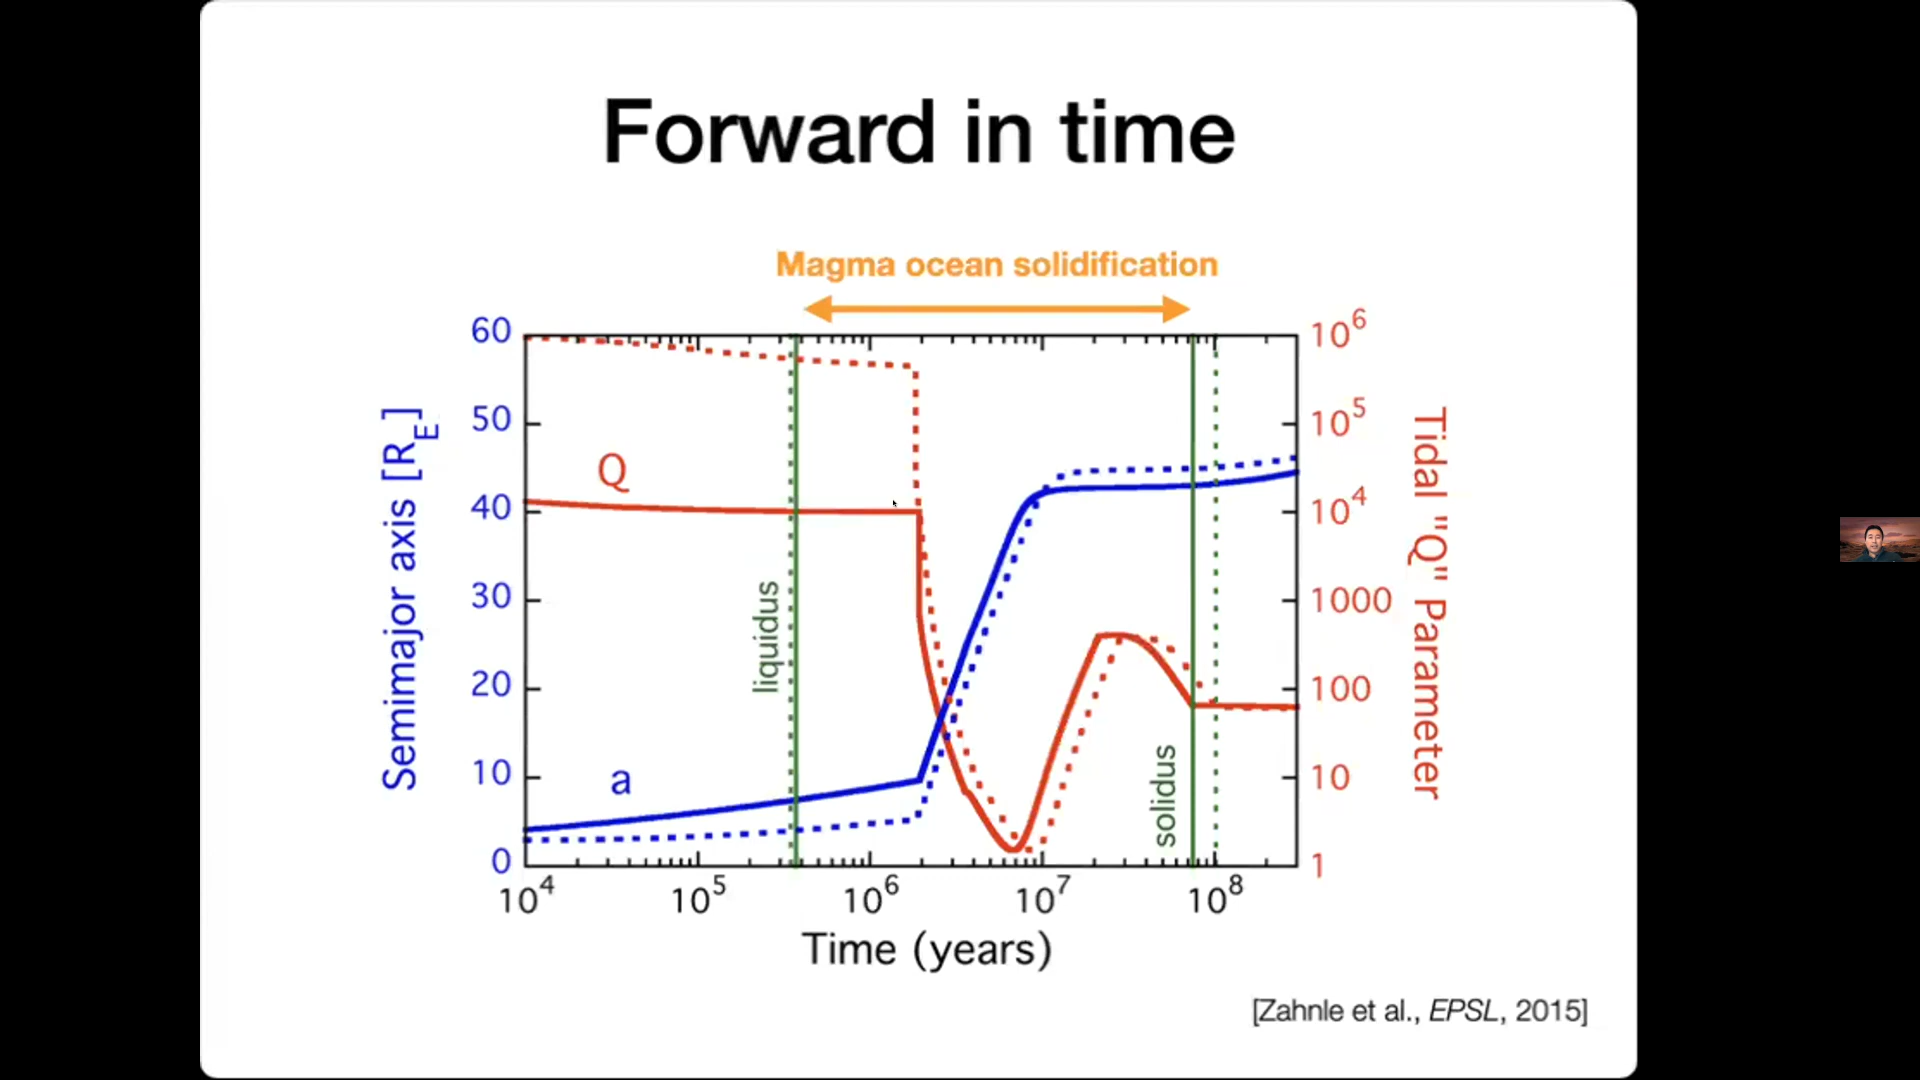 Forward in time
Magma ocean solidification
Semimajor axis [R_E]
60
50
40
30
20
10
0
Q
a
liquidus
solidus
10^6
10^5
10^4
1000
100
10
1
Tidal "Q" Parameter
10^4 10^5 10^6 10^7 10^8
Time (years)
[Zahnle et al., EPSL, 2015]